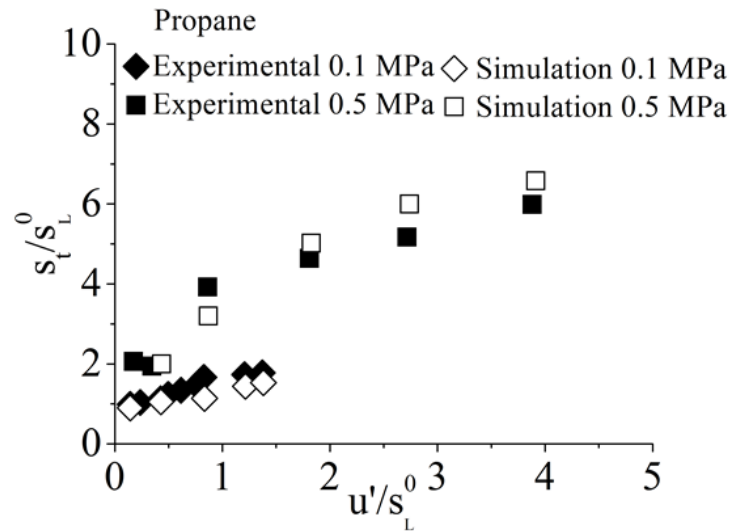 Propane
10
◆ Experimental 0.1 MPa ◇ Simulation 0.1 MPa
■ Experimental 0.5 MPa □ Simulation 0.5 MPa
8
6
4
2
0
s_t/s_L^0
0 1 2 3 4 5
u'/s_L^0